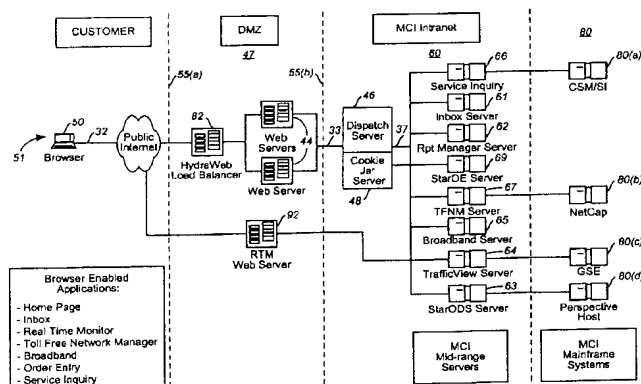 CUSTOMER
DMZ
47
MCI Intranet
60
80
55(a)
55(b)
66
80(a)
Service Inquiry
CSM/SI
46
61
Inbox Server
50
32
51
Browser
Public
Internet
82
HydraWeb
Load Balancer
Web
Servers
44
Web Server
33
Dispatch
Server
37
Cookie
Jar
Server
48
62
Rpt Manager Server
69
StarOE Server
67
TFNM Server
80(b)
NetCap
65
Broadband Server
92
RTM
Web Server
64
TrafficView Server
80(c)
GSE
63
StarODS Server
80(d)
Perspective
Host
Browser Enabled
Applications:
- Home Page
- Inbox
- Real Time Monitor
- Toll Free Network Manager
- Broadband
- Order Entry
- Service Inquiry
MCI
Mid-range
Servers
MCI
Mainframe
Systems